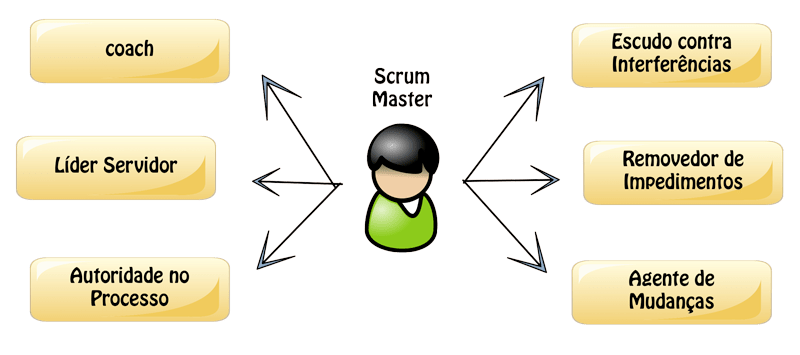 coach
Líder Servidor
Autoridade no
Processo
Scrum
Master
Escudo contra
Interferências
Removedor de
Impedimentos
Agente de
Mudanças